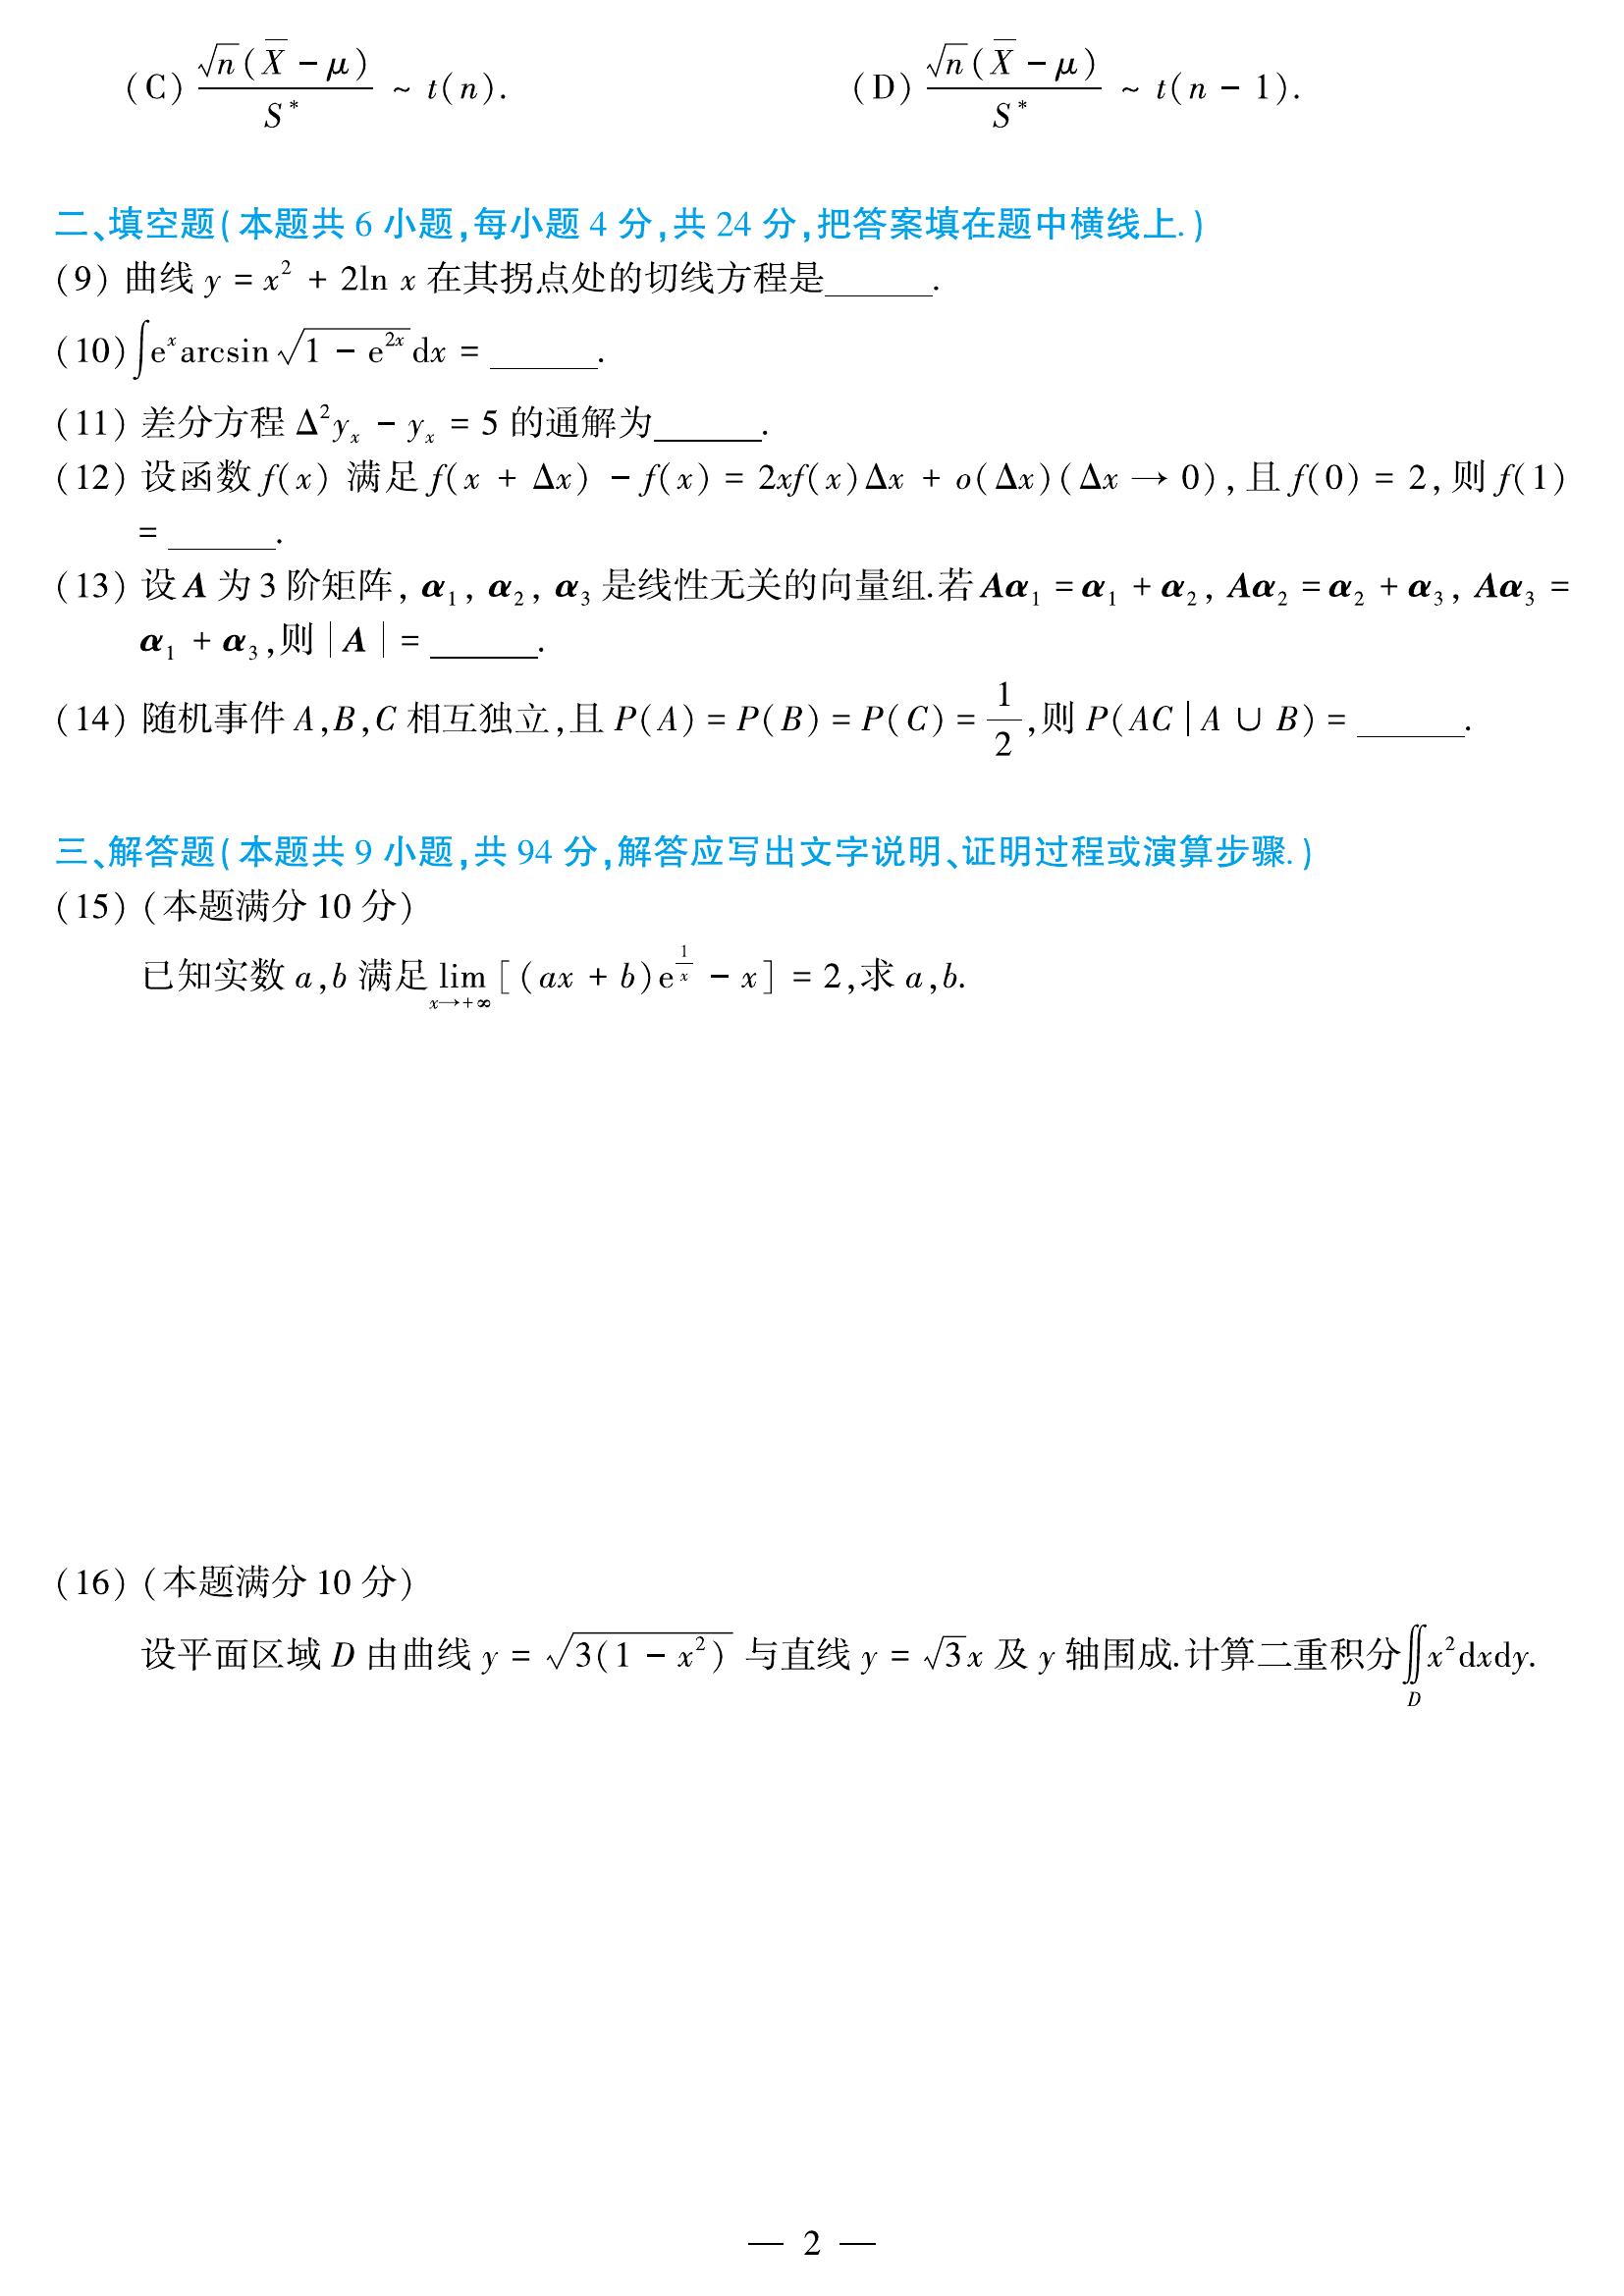 (C) $\frac{\sqrt{n}(\overline{X}-\mu)}{S^*}$ ~ t(n).    (D) $\frac{\sqrt{n}(\overline{X}-\mu)}{S^*}$ ~ t(n − 1).
二、填空题(本题共 6 小题,每小题 4 分,共 24 分,把答案填在题中横线上.)
(9) 曲线 $y = x^2 + 2\ln x$ 在其拐点处的切线方程是______.
(10) $\int e^x \arcsin\sqrt{1-e^{2x}}\,dx$ = ______.
(11) 差分方程 $\Delta^2 y_x - y_x = 5$ 的通解为______.
(12) 设函数 f(x) 满足 $f(x+\Delta x) - f(x) = 2xf(x)\Delta x + o(\Delta x)(\Delta x \to 0)$, 且 f(0) = 2, 则 f(1)
= ______.
(13) 设 $\boldsymbol{A}$ 为 3 阶矩阵, $\boldsymbol{\alpha}_1, \boldsymbol{\alpha}_2, \boldsymbol{\alpha}_3$ 是线性无关的向量组.若 $\boldsymbol{A\alpha}_1 = \boldsymbol{\alpha}_1 + \boldsymbol{\alpha}_2, \boldsymbol{A\alpha}_2 = \boldsymbol{\alpha}_2 + \boldsymbol{\alpha}_3, \boldsymbol{A\alpha}_3 =$
$\boldsymbol{\alpha}_1 + \boldsymbol{\alpha}_3$,则 $|\boldsymbol{A}|$ = ______.
(14) 随机事件 A,B,C 相互独立,且 $P(A) = P(B) = P(C) = \frac{1}{2}$,则 $P(AC|A \cup B)$ = ______.
三、解答题(本题共 9 小题,共 94 分,解答应写出文字说明、证明过程或演算步骤.)
(15) (本题满分 10 分)
已知实数 a,b 满足 $\lim_{x\to+\infty}[(ax+b)e^{\frac{1}{x}} - x] = 2$,求 a,b.
(16) (本题满分 10 分)
设平面区域 D 由曲线 $y = \sqrt{3(1-x^2)}$ 与直线 $y = \sqrt{3}x$ 及 y 轴围成.计算二重积分 $\iint_D x^2 dxdy$.
— 2 —